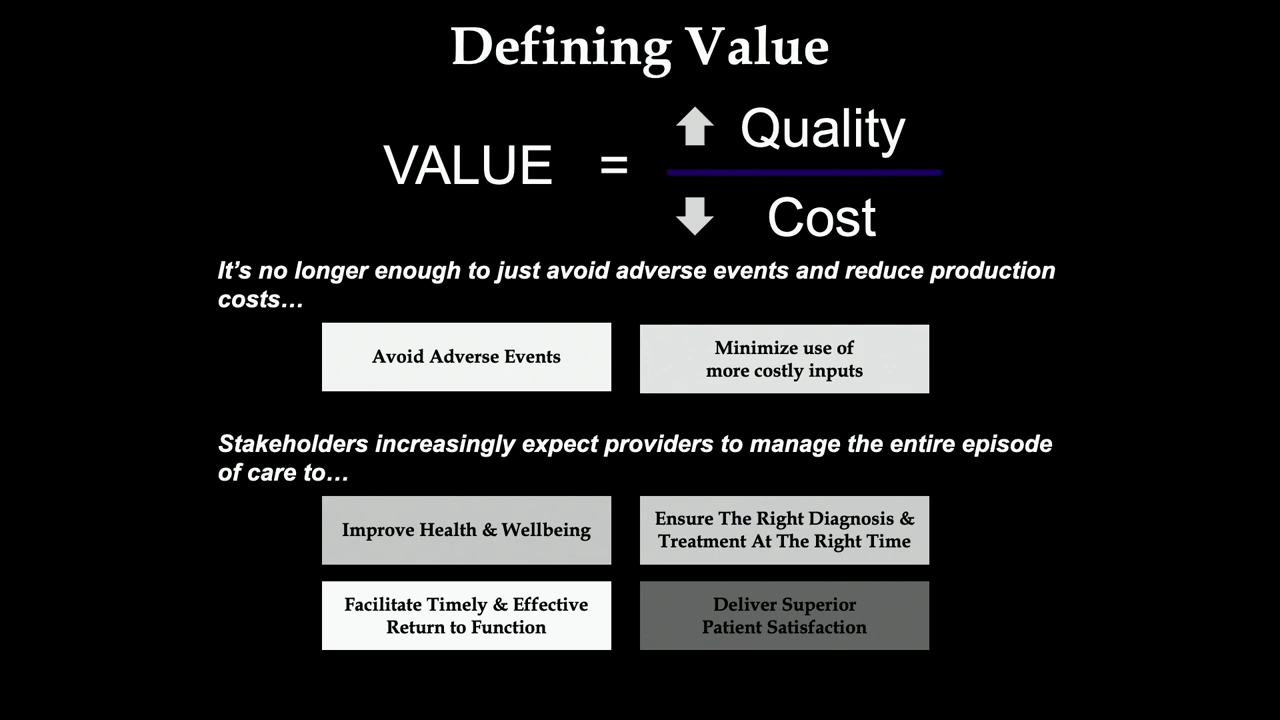 Defining Value
Quality
VALUE =
Cost
It’s no longer enough to just avoid adverse events and reduce production
costs…
Avoid Adverse Events
Minimize use of
more costly inputs
Stakeholders increasingly expect providers to manage the entire episode
of care to…
Improve Health & Wellbeing
Ensure The Right Diagnosis &
Treatment At The Right Time
Facilitate Timely & Effective
Return to Function
Deliver Superior
Patient Satisfaction